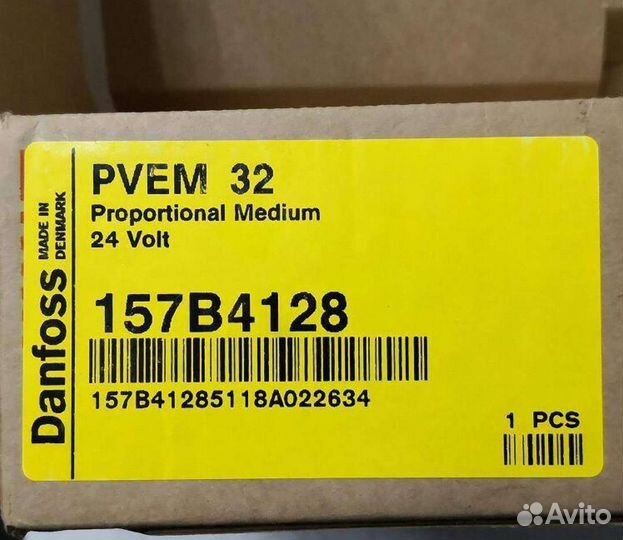 PVEM 32
Proportional Medium
24 Volt
157B4128
157B41285118A022634
1 PCS
Danfoss
MADE IN
DENMARK
Avito